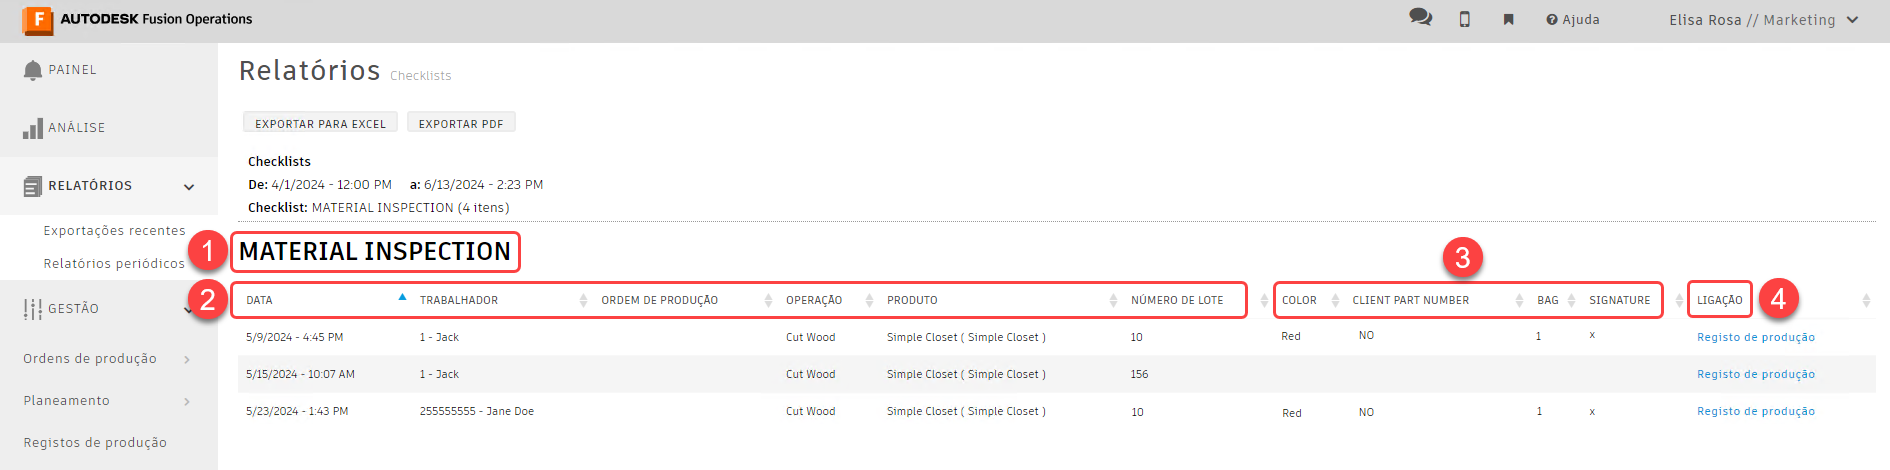 F AUTODESK Fusion Operations
Ajuda
Elisa Rosa // Marketing
PAINEL
ANÁLISE
RELATÓRIOS
Exportações recentes
Relatórios periódicos
GESTÃO
Ordens de produção
Planeamento
Registos de produção
Relatórios Checklists
EXPORTAR PARA EXCEL EXPORTAR PDF
Checklists
De: 4/1/2024 - 12:00 PM a: 6/13/2024 - 2:23 PM
Checklist: MATERIAL INSPECTION (4 itens)
1 MATERIAL INSPECTION
3
2 DATA TRABALHADOR ORDEM DE PRODUÇÃO OPERAÇÃO PRODUTO NÚMERO DE LOTE COLOR CLIENT PART NUMBER BAG SIGNATURE LIGAÇÃO 4
5/9/2024 - 4:45 PM 1 - Jack Cut Wood Simple Closet ( Simple Closet ) 10 Red NO 1 x Registo de produção
5/15/2024 - 10:07 AM 1 - Jack Cut Wood Simple Closet ( Simple Closet ) 156 Registo de produção
5/23/2024 - 1:43 PM 255555555 - Jane Doe Cut Wood Simple Closet ( Simple Closet ) 10 Red NO 1 x Registo de produção